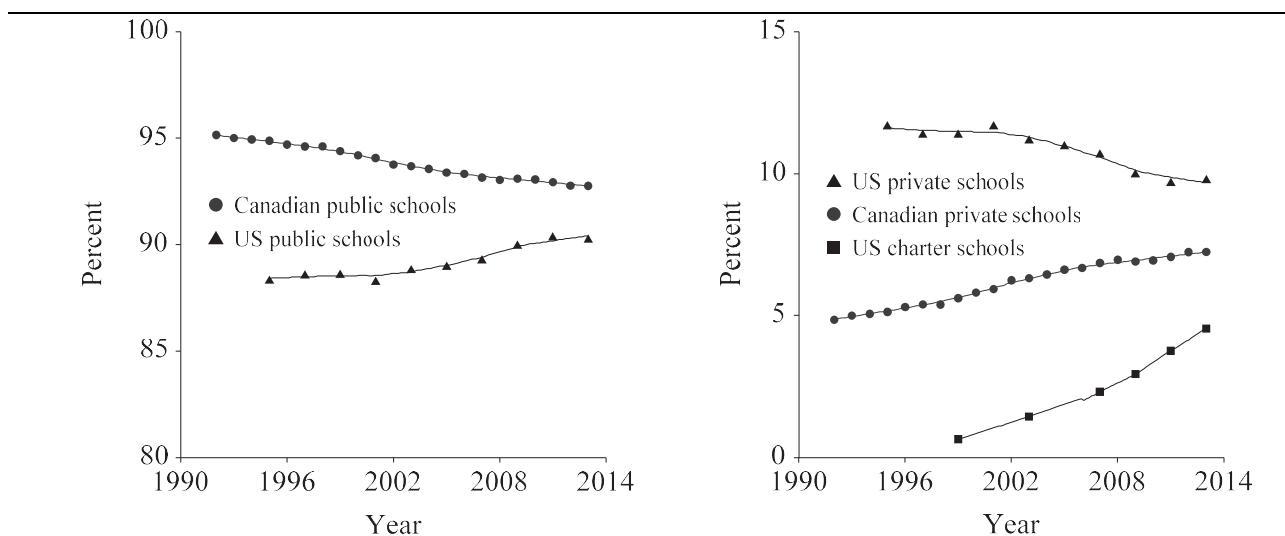 100
95
90
85
80
Percent
Canadian public schools
US public schools
1990 1996 2002 2008 2014
Year
15
10
5
0
Percent
US private schools
Canadian private schools
US charter schools
1990 1996 2002 2008 2014
Year